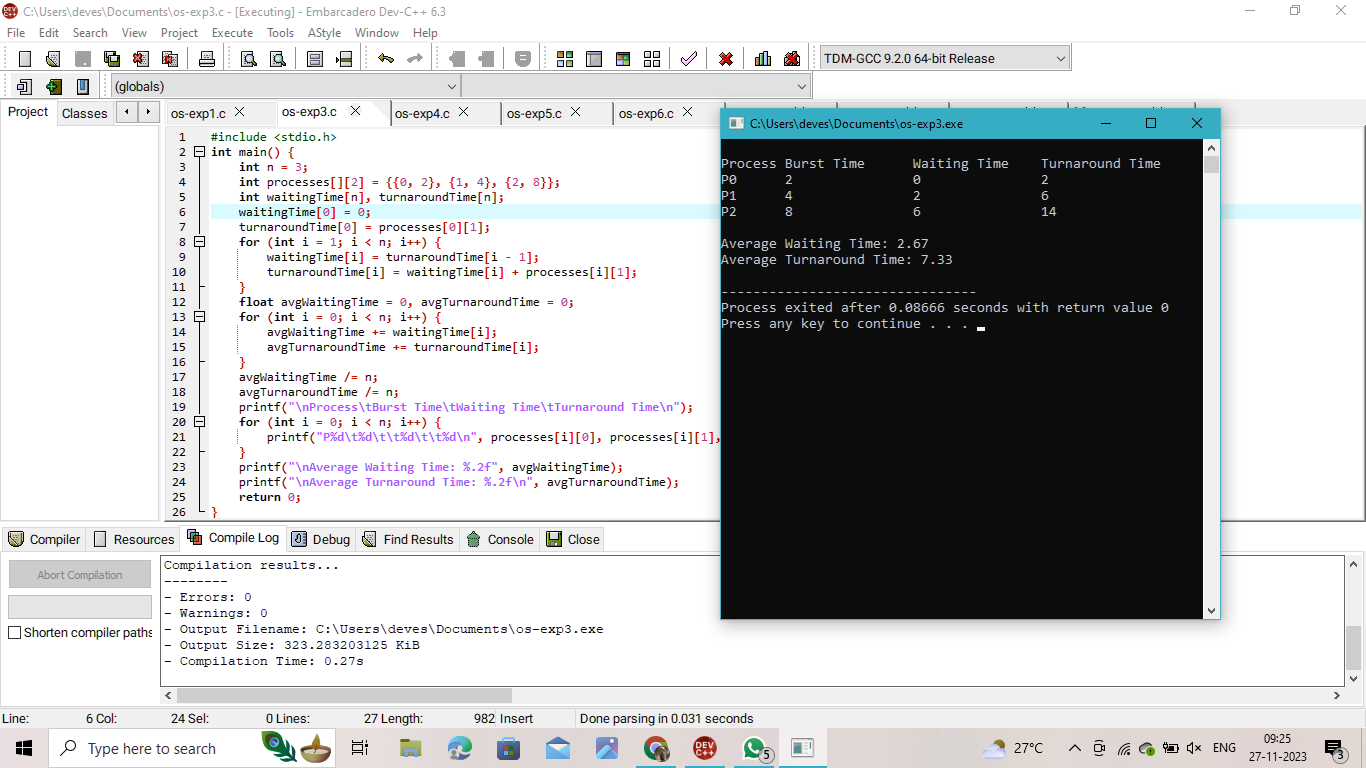 C:\Users\deves\Documents\os-exp3.c - [Executing] - Embarcadero Dev-C++ 6.3
File Edit Search View Project Execute Tools AStyle Window Help
TDM-GCC 9.2.0 64-bit Release
(globals)
Project Classes
os-exp1.c os-exp3.c os-exp4.c os-exp5.c os-exp6.c
1 #include <stdio.h>
2 int main() {
3 int n = 3;
4 int processes[][2] = {{0, 2}, {1, 4}, {2, 8}};
5 int waitingTime[n], turnaroundTime[n];
6 waitingTime[0] = 0;
7 turnaroundTime[0] = processes[0][1];
8 for (int i = 1; i < n; i++) {
9 waitingTime[i] = turnaroundTime[i - 1];
10 turnaroundTime[i] = waitingTime[i] + processes[i][1];
11 }
12 float avgWaitingTime = 0, avgTurnaroundTime = 0;
13 for (int i = 0; i < n; i++) {
14 avgWaitingTime += waitingTime[i];
15 avgTurnaroundTime += turnaroundTime[i];
16 }
17 avgWaitingTime /= n;
18 avgTurnaroundTime /= n;
19 printf("\nProcess\tBurst Time\tWaiting Time\tTurnaround Time\n");
20 for (int i = 0; i < n; i++) {
21 printf("P%d\t%d\t\t%d\t\t%d\n", processes[i][0], processes[i][1],
22 }
23 printf("\nAverage Waiting Time: %.2f", avgWaitingTime);
24 printf("\nAverage Turnaround Time: %.2f\n", avgTurnaroundTime);
25 return 0;
26 }
C:\Users\deves\Documents\os-exp3.exe
Process Burst Time Waiting Time Turnaround Time
P0 2 0 2
P1 4 2 6
P2 8 6 14
Average Waiting Time: 2.67
Average Turnaround Time: 7.33
--------------------------------
Process exited after 0.08666 seconds with return value 0
Press any key to continue . . .
Compiler Resources Compile Log Debug Find Results Console Close
Abort Compilation
Shorten compiler paths
Compilation results...
--------
- Errors: 0
- Warnings: 0
- Output Filename: C:\Users\deves\Documents\os-exp3.exe
- Output Size: 323.283203125 KiB
- Compilation Time: 0.27s
Line: 6 Col: 24 Sel: 0 Lines: 27 Length: 982 Insert Done parsing in 0.031 seconds
Type here to search
DEV C++
5
27°C
ENG
09:25
27-11-2023
3